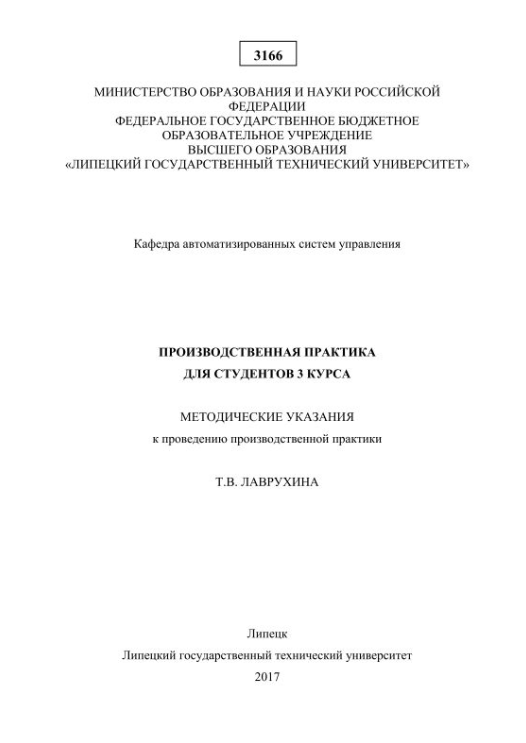 3166
МИНИСТЕРСТВО ОБРАЗОВАНИЯ И НАУКИ РОССИЙСКОЙ
ФЕДЕРАЦИИ
ФЕДЕРАЛЬНОЕ ГОСУДАРСТВЕННОЕ БЮДЖЕТНОЕ
ОБРАЗОВАТЕЛЬНОЕ УЧРЕЖДЕНИЕ
ВЫСШЕГО ОБРАЗОВАНИЯ
«ЛИПЕЦКИЙ ГОСУДАРСТВЕННЫЙ ТЕХНИЧЕСКИЙ УНИВЕРСИТЕТ»
Кафедра автоматизированных систем управления
ПРОИЗВОДСТВЕННАЯ ПРАКТИКА
ДЛЯ СТУДЕНТОВ 3 КУРСА
МЕТОДИЧЕСКИЕ УКАЗАНИЯ
к проведению производственной практики
Т.В. ЛАВРУХИНА
Липецк
Липецкий государственный технический университет
2017